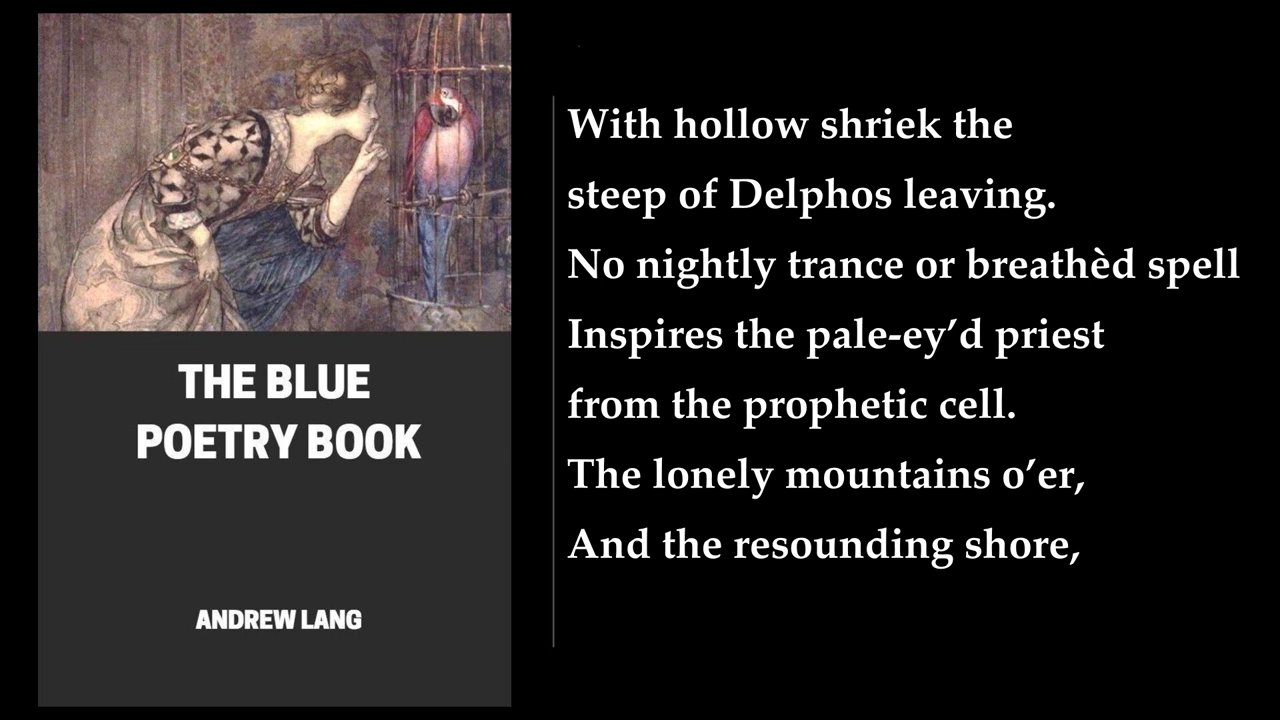 THE BLUE
POETRY BOOK
ANDREW LANG
With hollow shriek the
steep of Delphos leaving.
No nightly trance or breathèd spell
Inspires the pale-ey’d priest
from the prophetic cell.
The lonely mountains o’er,
And the resounding shore,